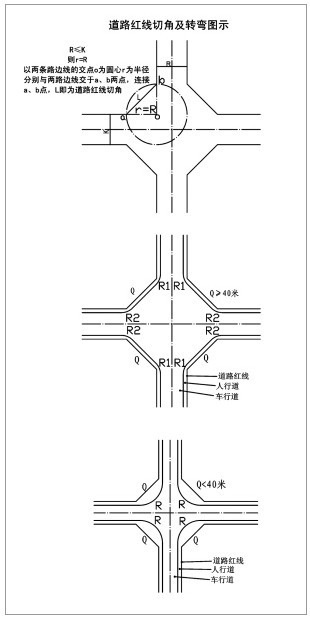 道路红线切角及转弯图示
R≤K
则r=R
以两条路边线的交点o为圆心r为半径
分别与两路边线交于a、b两点，连接
a、b点，L即为道路红线切角
R
b
L
r=R
a
o
K
R1 R1
Q
Q≥40米
R2 R2
R2 R2
Q Q
R1 R1
道路红线
人行道
车行道
Q Q<40米
R R
R R
Q Q
道路红线
人行道
车行道